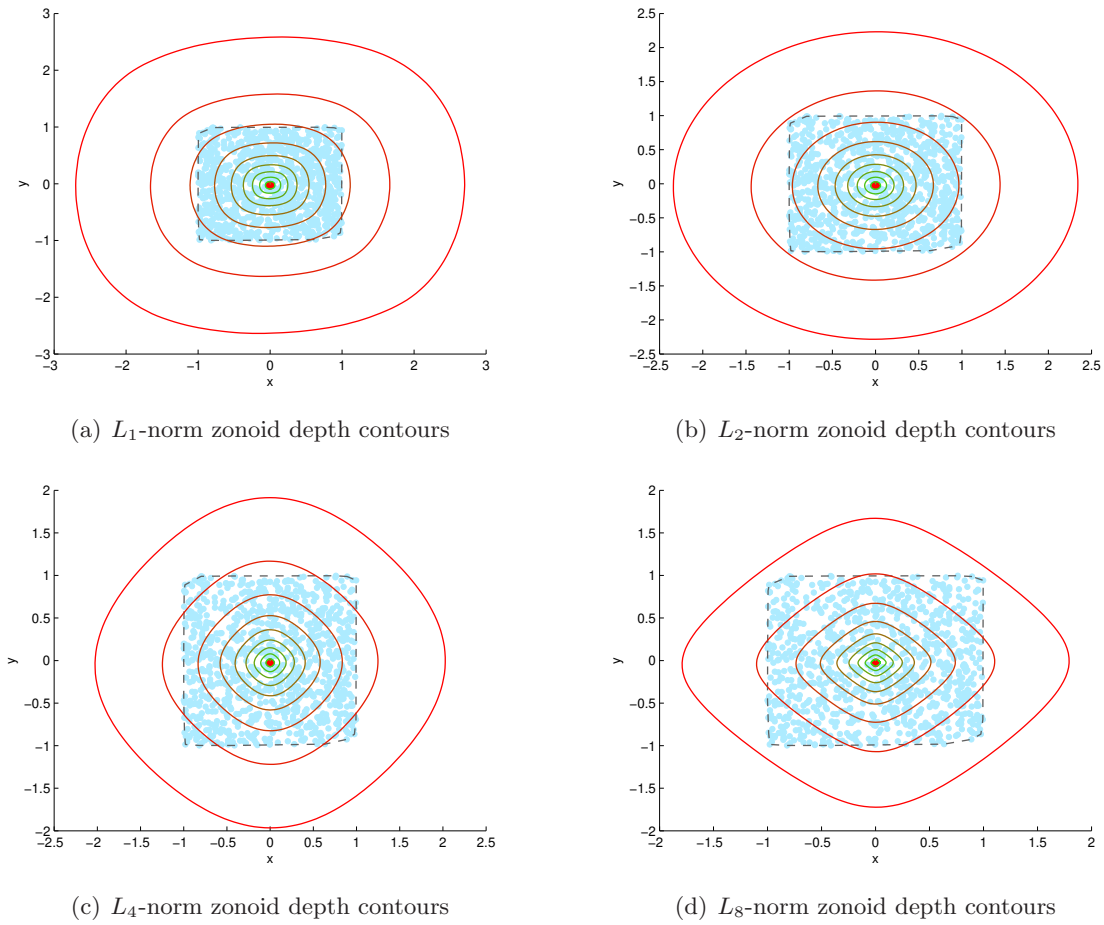 3
2
1
0
−1
−2
−3
y
−3 −2 −1 0 1 2 3
x
(a) L₁-norm zonoid depth contours
2.5
2
1.5
1
0.5
0
−0.5
−1
−1.5
−2
−2.5
y
−2.5 −2 −1.5 −1 −0.5 0 0.5 1 1.5 2 2.5
x
(b) L₂-norm zonoid depth contours
2
1.5
1
0.5
0
−0.5
−1
−1.5
−2
y
−2.5 −2 −1.5 −1 −0.5 0 0.5 1 1.5 2 2.5
x
(c) L₄-norm zonoid depth contours
2
1.5
1
0.5
0
−0.5
−1
−1.5
−2
y
−2 −1.5 −1 −0.5 0 0.5 1 1.5 2
x
(d) L₈-norm zonoid depth contours